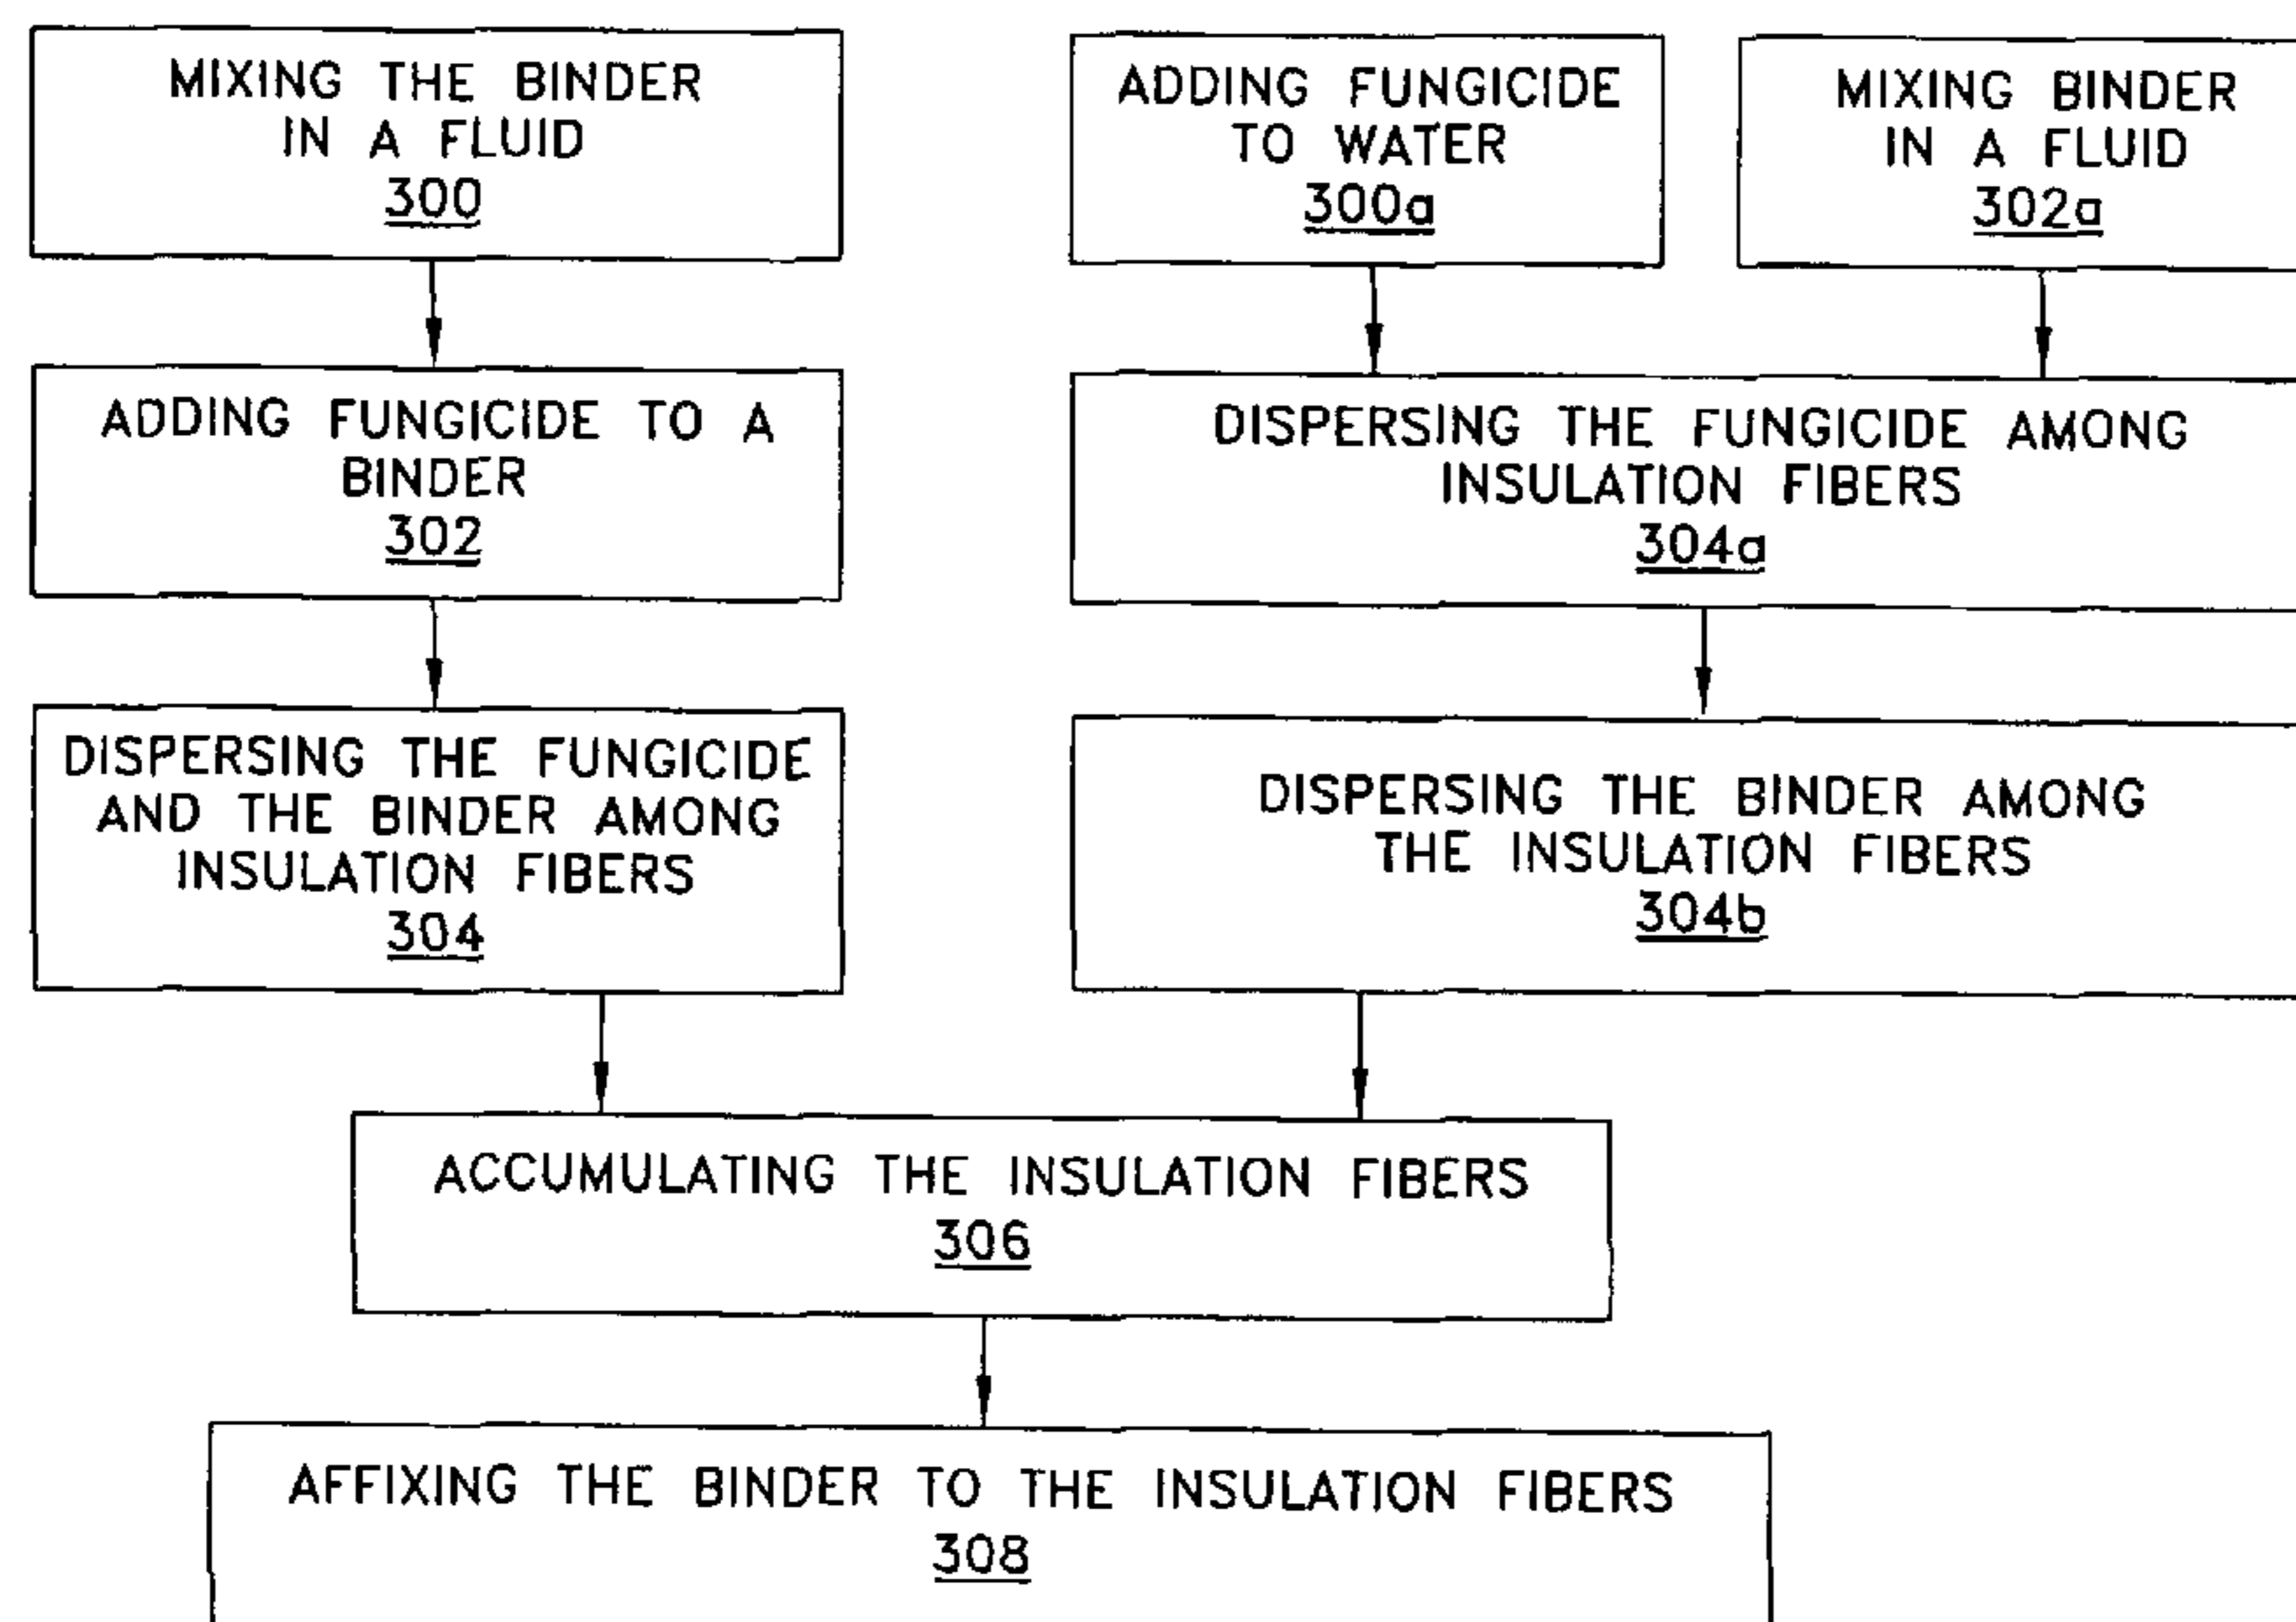 MIXING THE BINDER
IN A FLUID
300
ADDING FUNGICIDE
TO WATER
300a
MIXING BINDER
IN A FLUID
302a
ADDING FUNGICIDE TO A
BINDER
302
DISPERSING THE FUNGICIDE AMONG
INSULATION FIBERS
304a
DISPERSING THE FUNGICIDE
AND THE BINDER AMONG
INSULATION FIBERS
304
DISPERSING THE BINDER AMONG
THE INSULATION FIBERS
304b
ACCUMULATING THE INSULATION FIBERS
306
AFFIXING THE BINDER TO THE INSULATION FIBERS
308